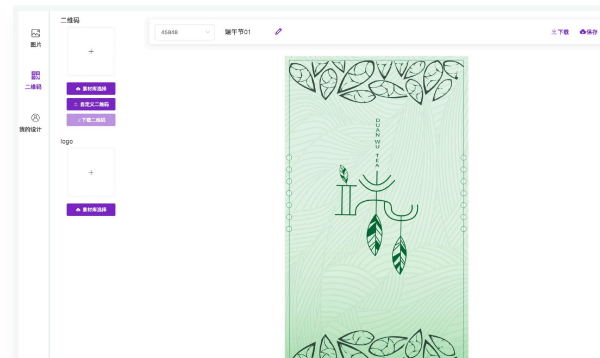 图片
二维码
我的设计
二维码
+
素材库选择
自定义二维码
下载二维码
logo
+
素材库选择
45848
端午节01
下载
保存
DUAN WU TEA